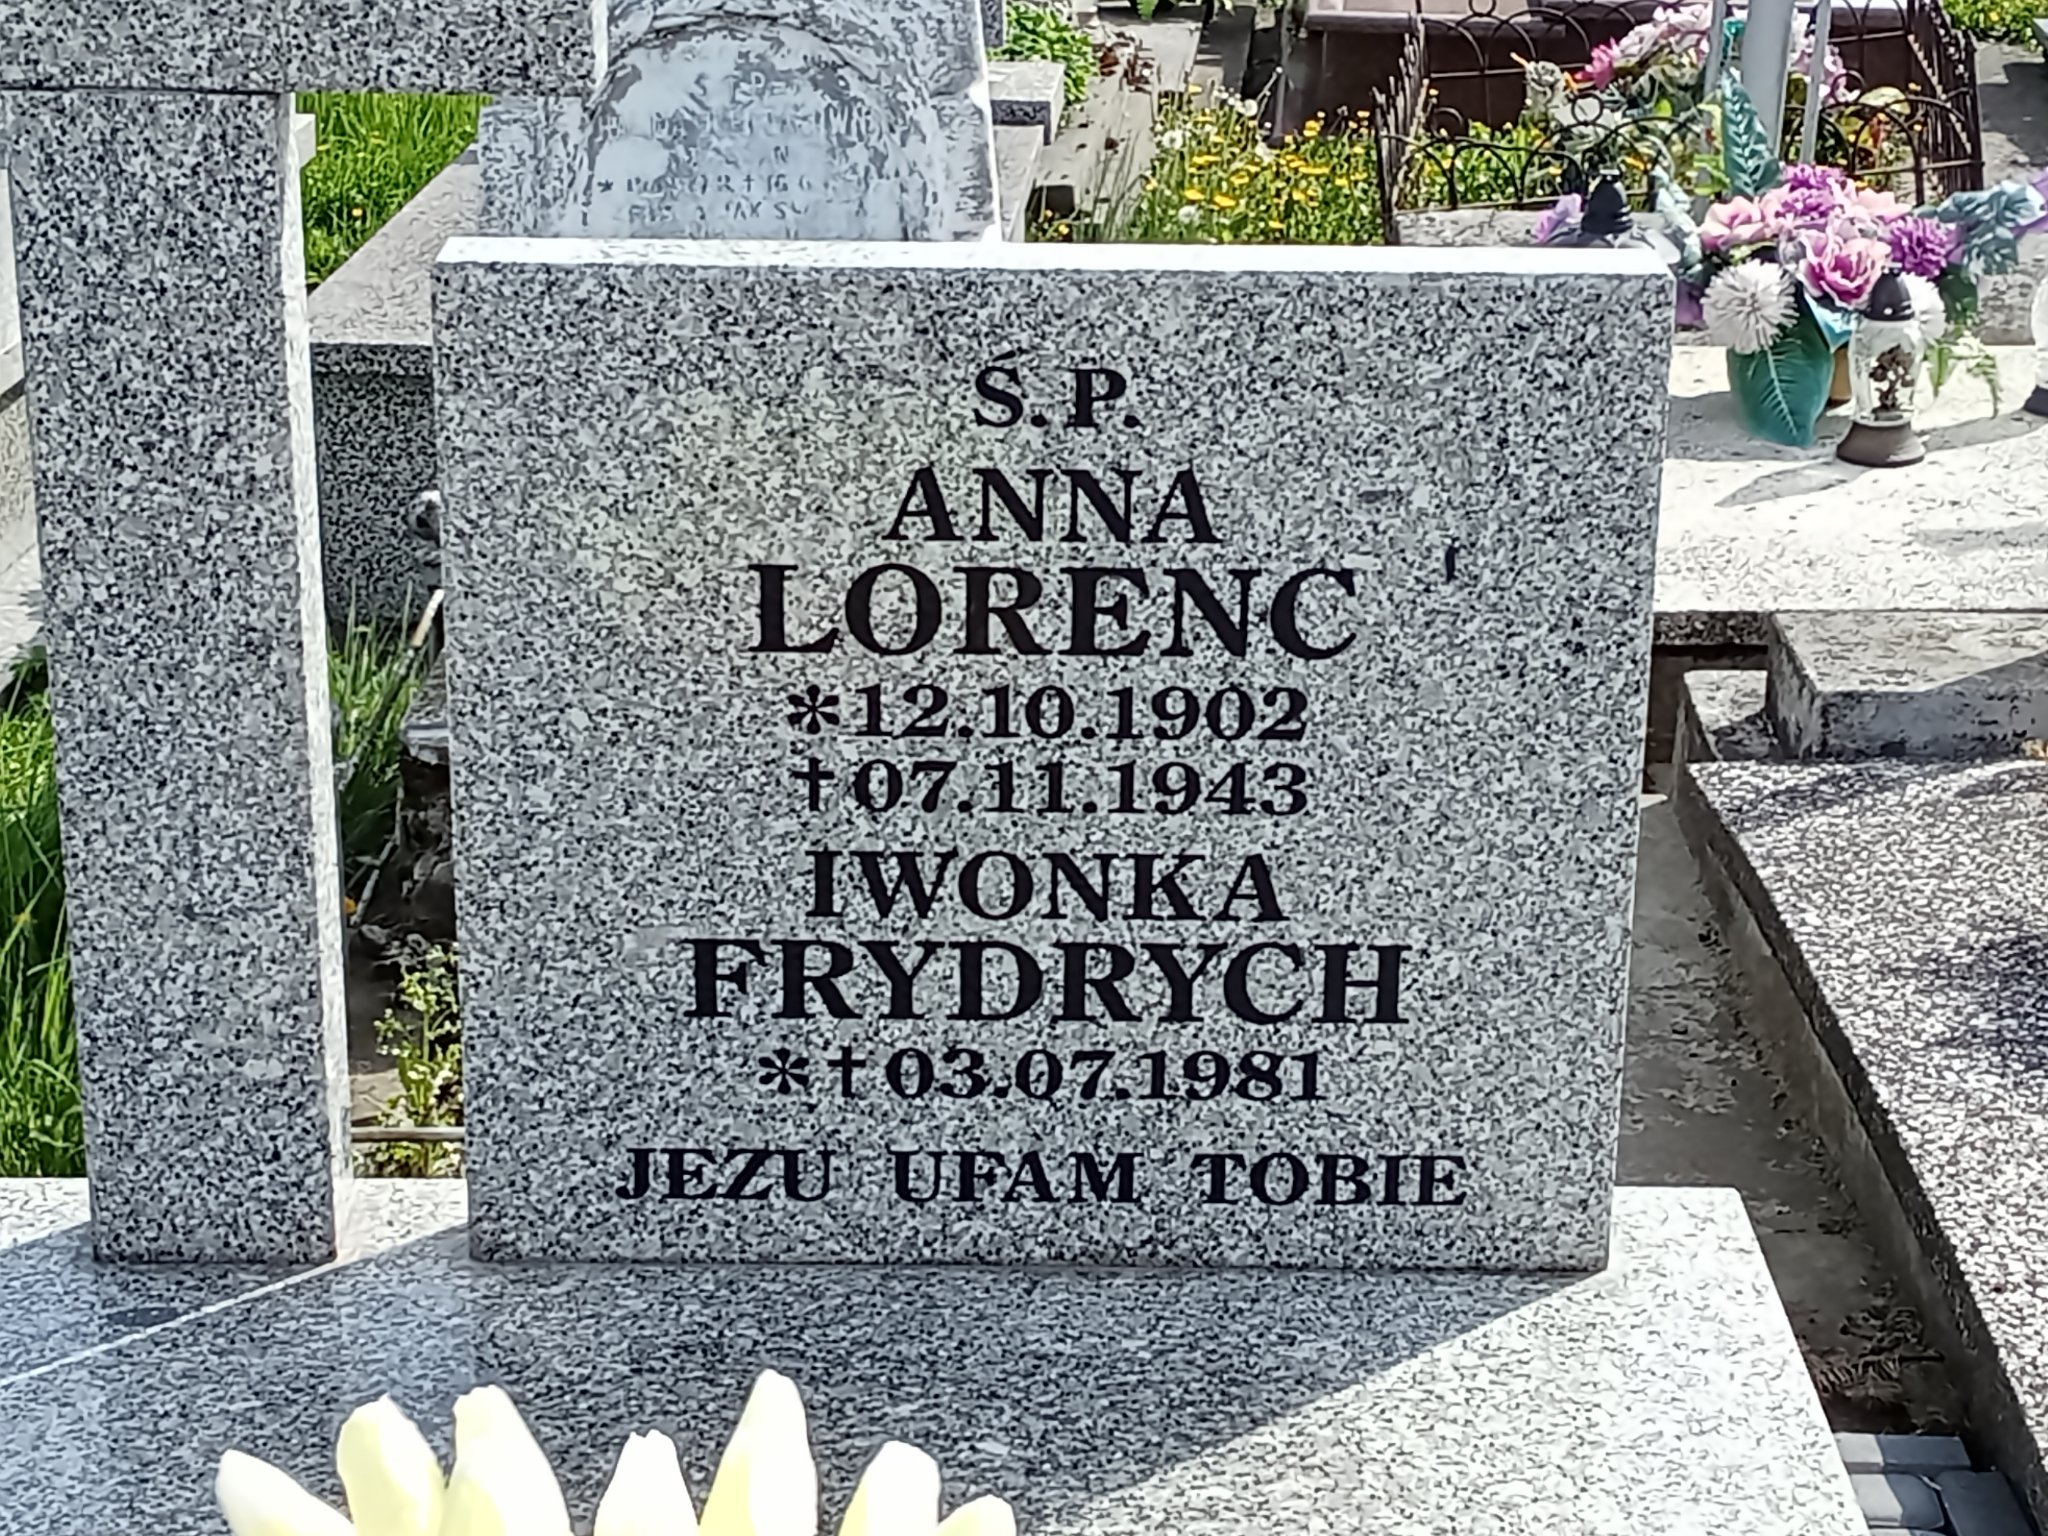 Ś.P.
ANNA
LORENC
*12.10.1902
†07.11.1943
IWONKA
FRYDRYCH
*†03.07.1981
JEZU UFAM TOBIE